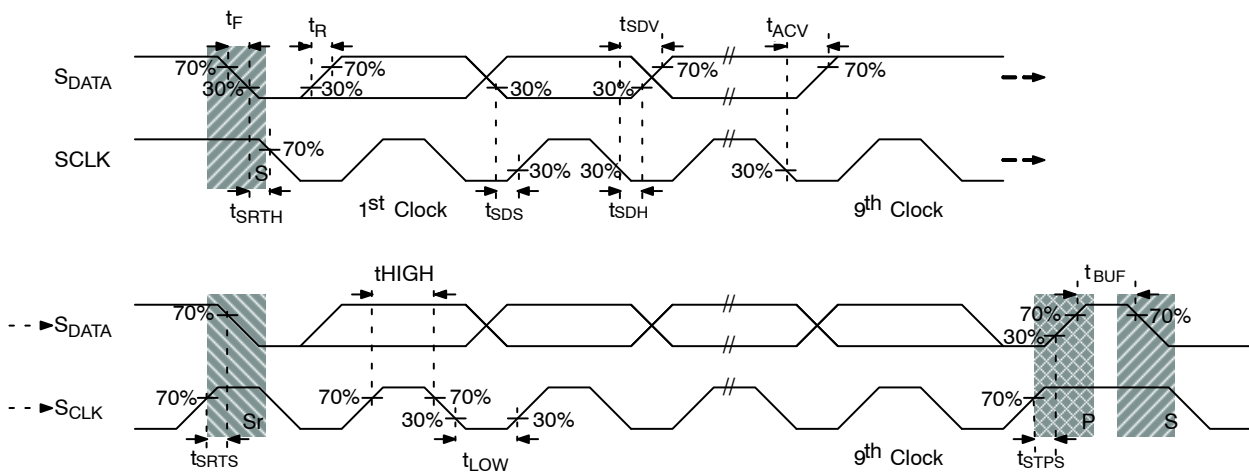 tF tR tSDV tACV
SDATA 70% 30% 70% 30% 30% 30% 70% 70%
SCLK S 70% 30% 30% 30%
tSRTH 1st Clock tSDS tSDH 9th Clock
tHIGH tBUF
SDATA 70% 70% 30% 70%
SCLK 70% Sr 70% 70% 30% 30% 70% P S
tSRTS tLOW 9th Clock tSTPS